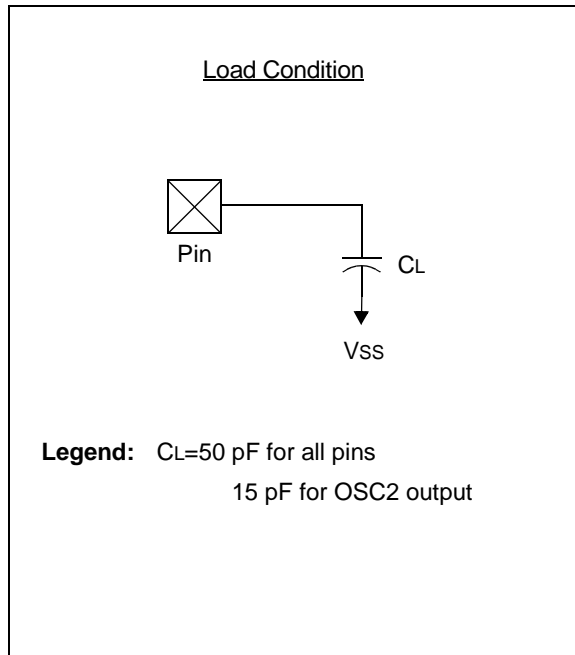 Load Condition
Pin
CL
VSS
Legend: CL=50 pF for all pins
15 pF for OSC2 output